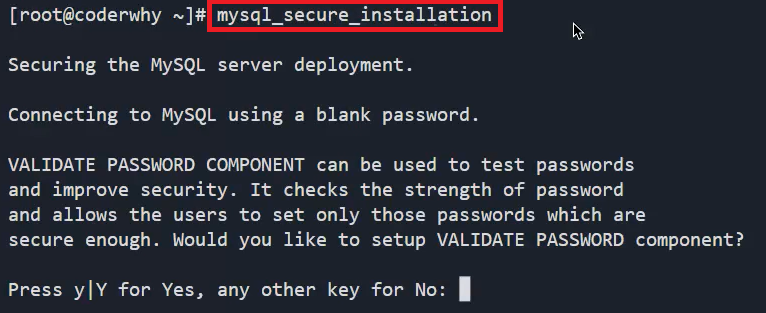 [root@coderwhy ~]# mysql_secure_installation
Securing the MySQL server deployment.
Connecting to MySQL using a blank password.
VALIDATE PASSWORD COMPONENT can be used to test passwords
and improve security. It checks the strength of password
and allows the users to set only those passwords which are
secure enough. Would you like to setup VALIDATE PASSWORD component?
Press y|Y for Yes, any other key for No: